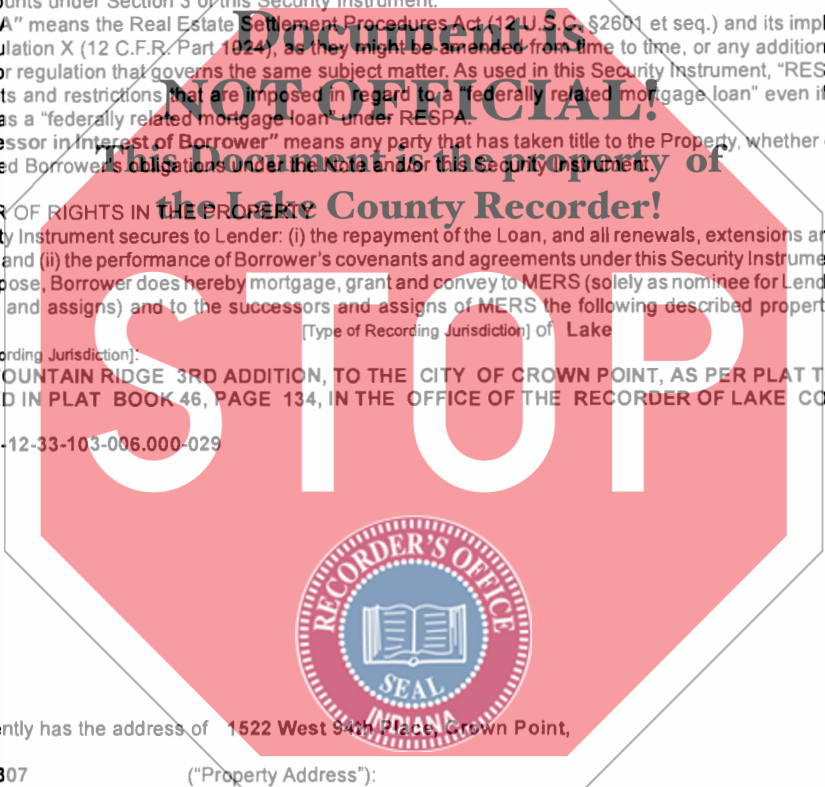 ounts under Section 3 of this Security Instrument.
A" means the Real Estate Settlement Procedures Act (12 U.S.C. §2601 et seq.) and its impl
ulation X (12 C.F.R. Part 1024), as they might be amended from time to time, or any addition
or regulation that governs the same subject matter. As used in this Security Instrument, "RES
ts and restrictions that are imposed in regard to a "federally related mortgage loan" even if
as a "federally related mortgage loan" under RESPA.
essor in Interest of Borrower" means any party that has taken title to the Property, whether
ed Borrower's obligations under the Note and/or this Security Instrument.
Document is
NOT OFFICIAL!
This Document is the property of
the Lake County Recorder!
R OF RIGHTS IN THE PROPERTY
ty Instrument secures to Lender: (i) the repayment of the Loan, and all renewals, extensions an
and (ii) the performance of Borrower's covenants and agreements under this Security Instrume
pose, Borrower does hereby mortgage, grant and convey to MERS (solely as nominee for Lend
and assigns) and to the successors and assigns of MERS the following described propert
[Type of Recording Jurisdiction] of Lake
ording Jurisdiction]:
OUNTAIN RIDGE 3RD ADDITION, TO THE CITY OF CROWN POINT, AS PER PLAT T
D IN PLAT BOOK 46, PAGE 134, IN THE OFFICE OF THE RECORDER OF LAKE CO
-12-33-103-006.000-029
STOP
RECORDER'S OFFICE
SEAL
INDIANA
ently has the address of 1522 West 94th Place, Crown Point,
307 ("Property Address"):